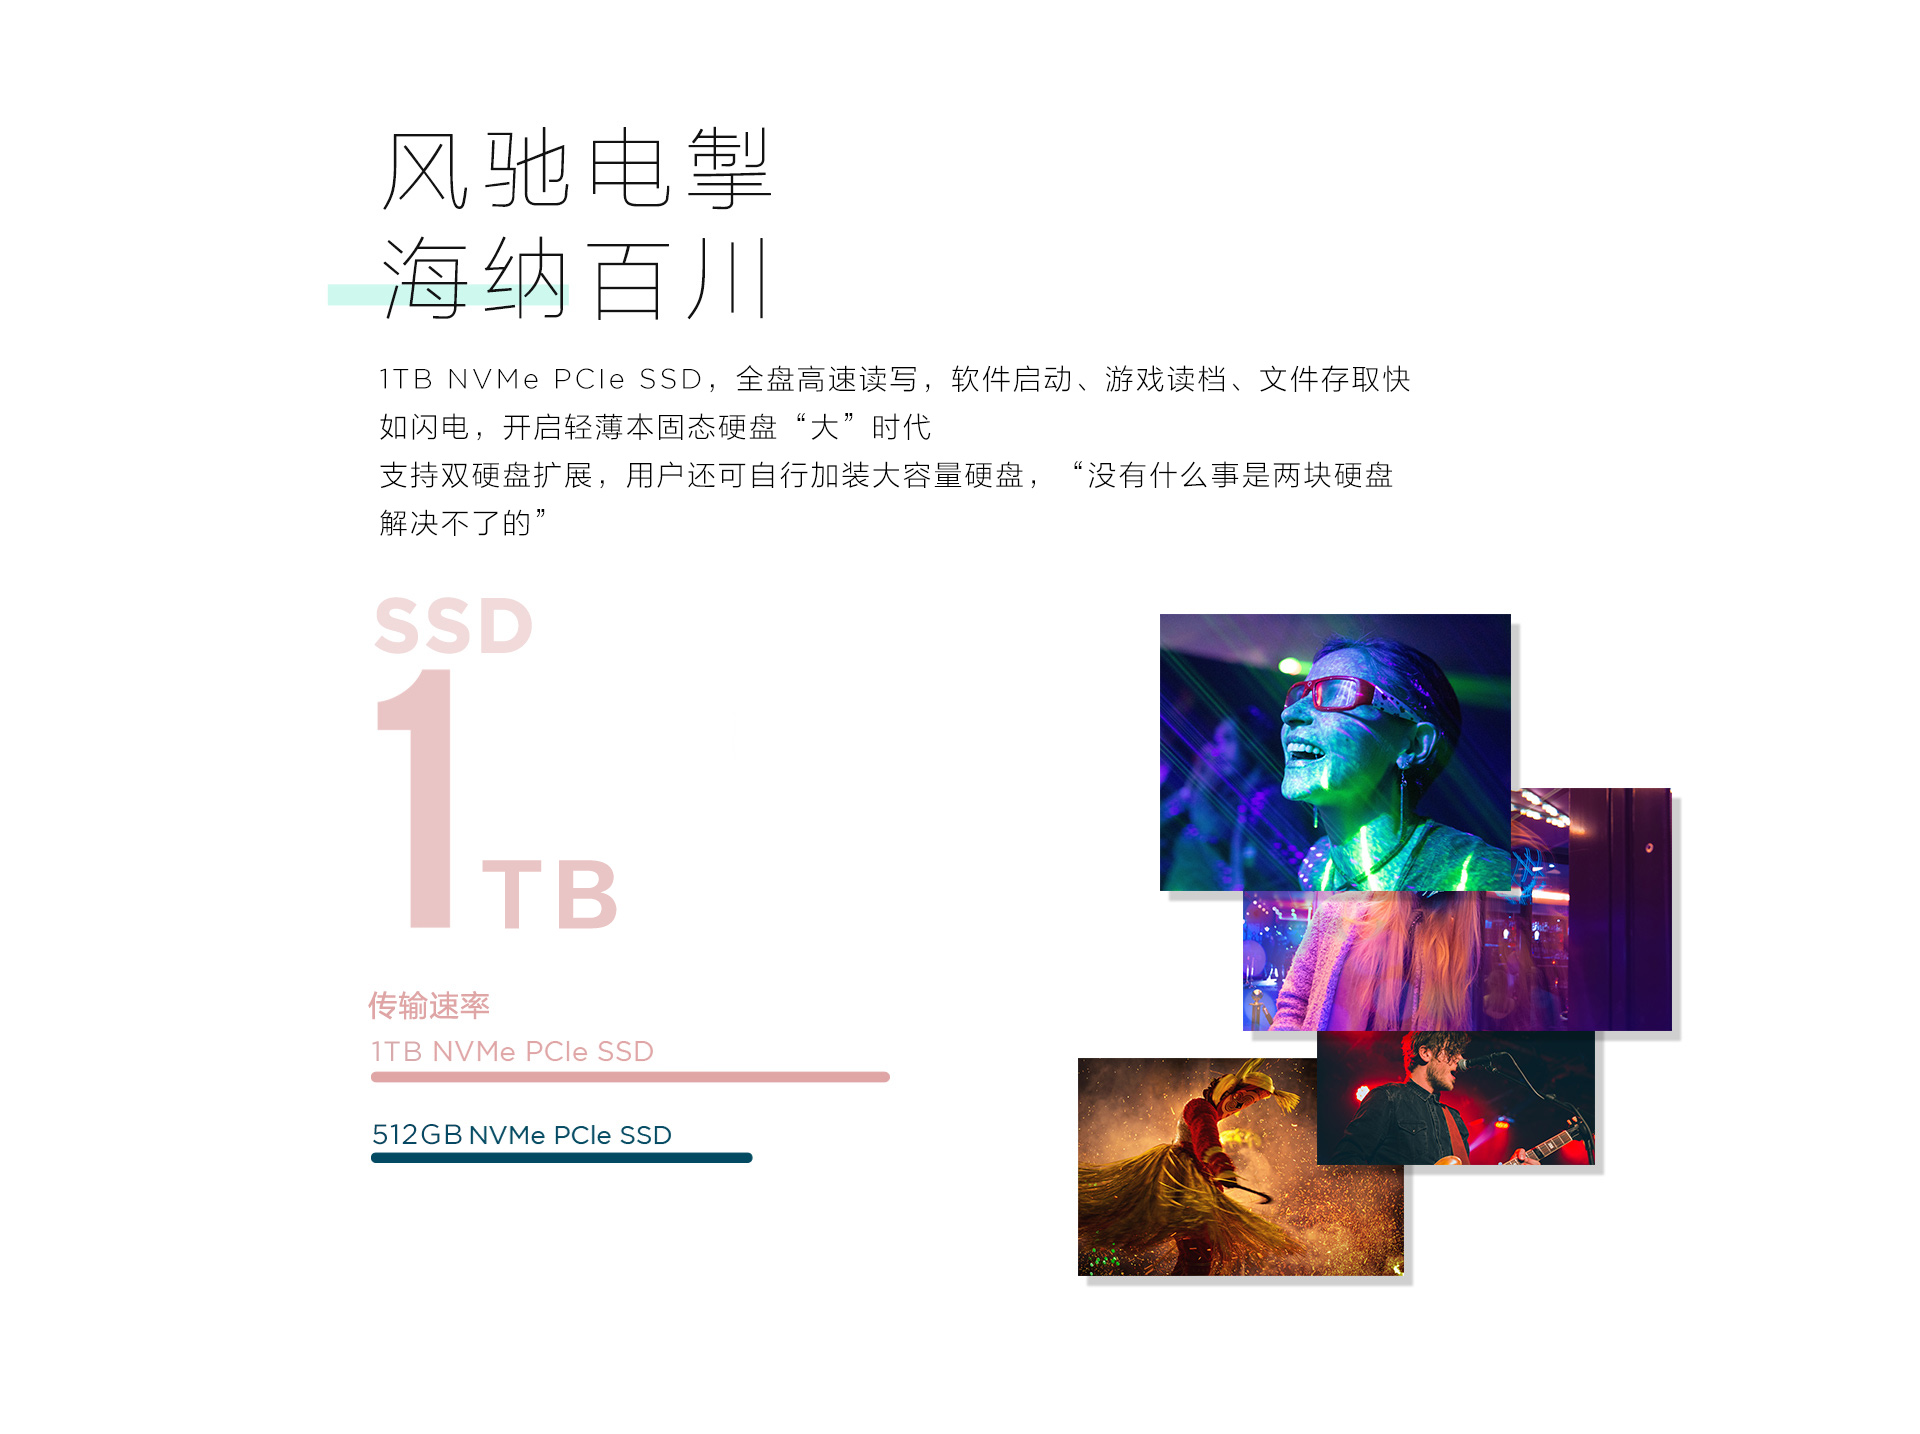 风驰电掣
海纳百川
1TB NVMe PCIe SSD，全盘高速读写，软件启动、游戏读档、文件存取快
如闪电，开启轻薄本固态硬盘“大”时代
支持双硬盘扩展，用户还可自行加装大容量硬盘，“没有什么事是两块硬盘
解决不了的”
SSD
1TB
传输速率
1TB NVMe PCIe SSD
512GB NVMe PCIe SSD